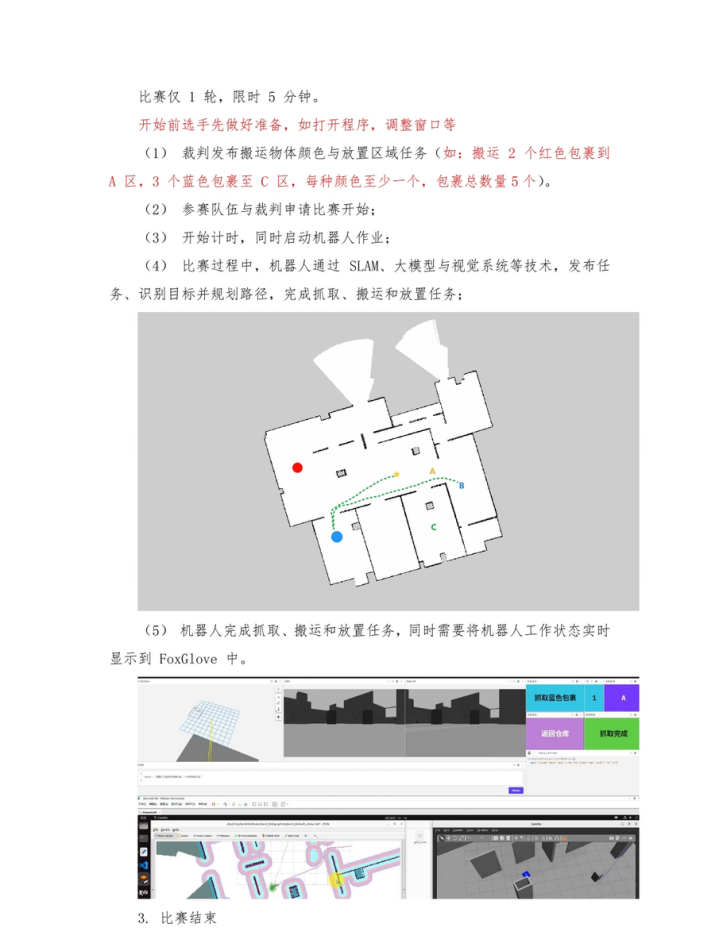 比赛仅 1 轮，限时 5 分钟。
开始前选手先做好准备，如打开程序，调整窗口等
（1） 裁判发布搬运物体颜色与放置区域任务（如：搬运 2 个红色包裹到
A 区，3 个蓝色包裹至 C 区，每种颜色至少一个，包裹总数量5个）。
（2） 参赛队伍与裁判申请比赛开始；
（3） 开始计时，同时启动机器人作业；
（4） 比赛过程中，机器人通过 SLAM、大模型与视觉系统等技术，发布任
务、识别目标并规划路径，完成抓取、搬运和放置任务；
A
B
C
（5） 机器人完成抓取、搬运和放置任务，同时需要将机器人工作状态实时
显示到 FoxGlove 中。
抓取蓝色包裹 1 A
返回仓库 抓取完成
3. 比赛结束